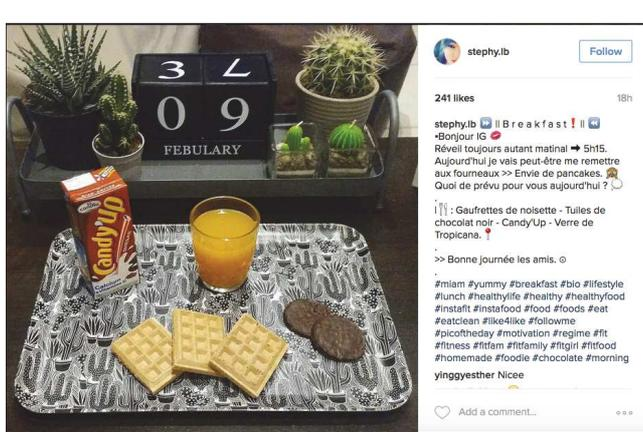 3 7
0 9
FEBULARY
Candy'Up
Calcium
stephy.lb
Follow
241 likes
18h
stephy.lb ⏩ II B r e a k f a s t ❗ II ⏪
•Bonjour IG 💋
Réveil toujours autant matinal ➡ 5h15.
Aujourd'hui je vais peut-être me remettre
aux fourneaux >> Envie de pancakes. 🙈
Quoi de prévu pour vous aujourd'hui ? 💭
.
I 🍴 : Gaufrettes de noisette - Tuiles de
chocolat noir - Candy'Up - Verre de
Tropicana. 📍
.
>> Bonne journée les amis. ☺
.
#miam #yummy #breakfast #bio #lifestyle
#lunch #healthylife #healthy #healthyfood
#instafit #instafood #food #foods #eat
#eatclean #like4like #followme
#picoftheday #motivation #regime #fit
#fitness #fitfam #fitfamily #fitgirl #fitfood
#homemade #foodie #chocolate #morning
yinggyesther Nicee
Add a comment...